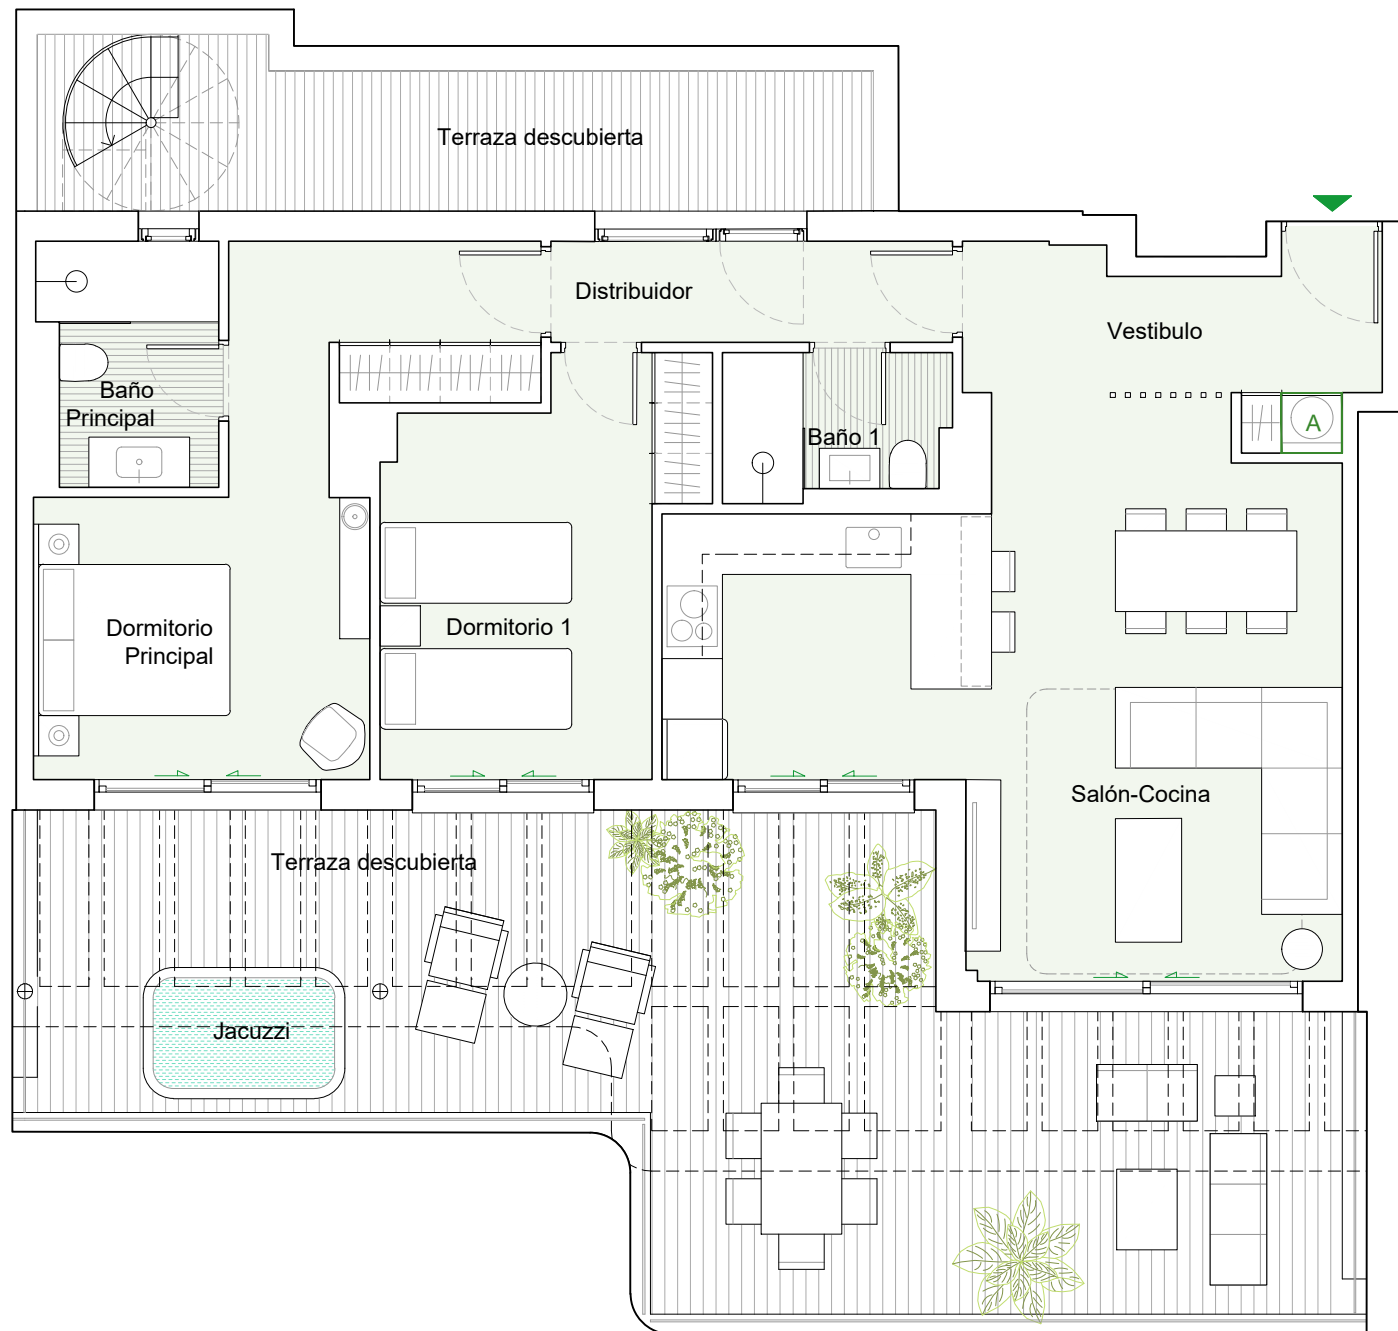 Terraza descubierta
Distribuidor
Vestibulo
Baño
Principal
A
Baño 1
Dormitorio
Principal
Dormitorio 1
Salón-Cocina
Terraza descubierta
Jacuzzi